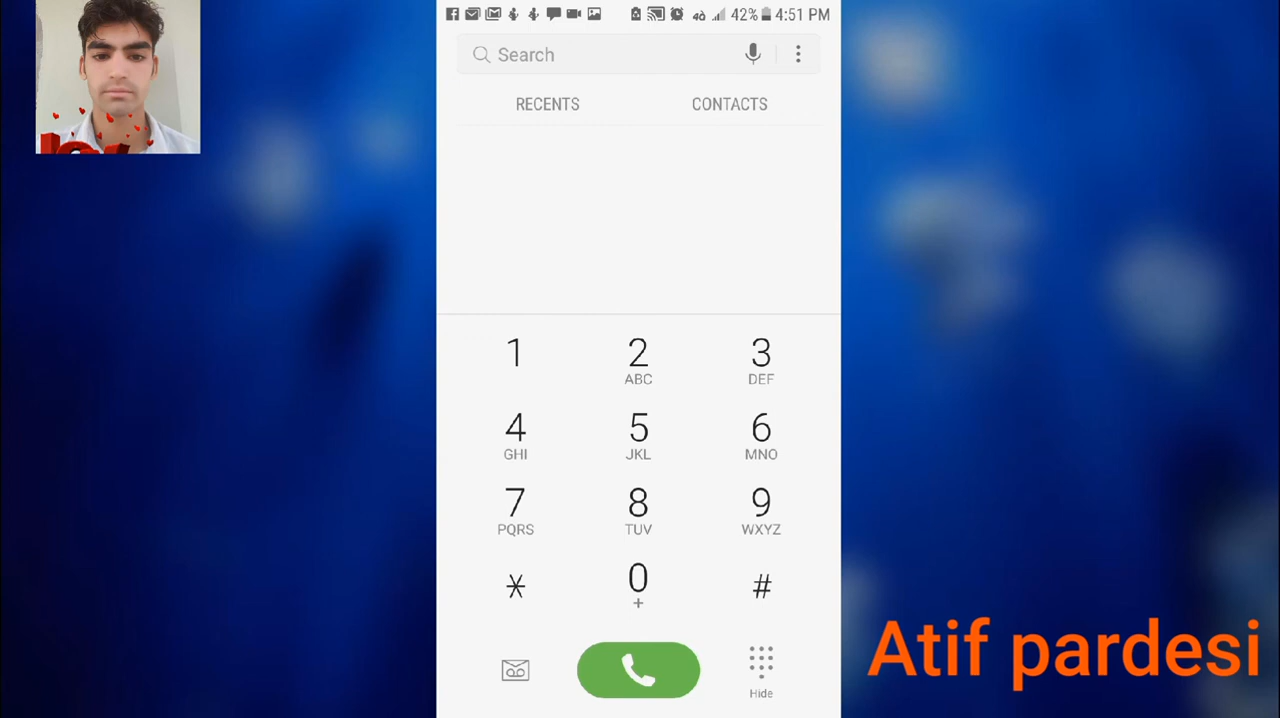 42% 4:51 PM
Search
RECENTS CONTACTS
1 2 3
ABC DEF
4 5 6
GHI JKL MNO
7 8 9
PQRS TUV WXYZ
* 0 #
+
Hide
Atif pardesi